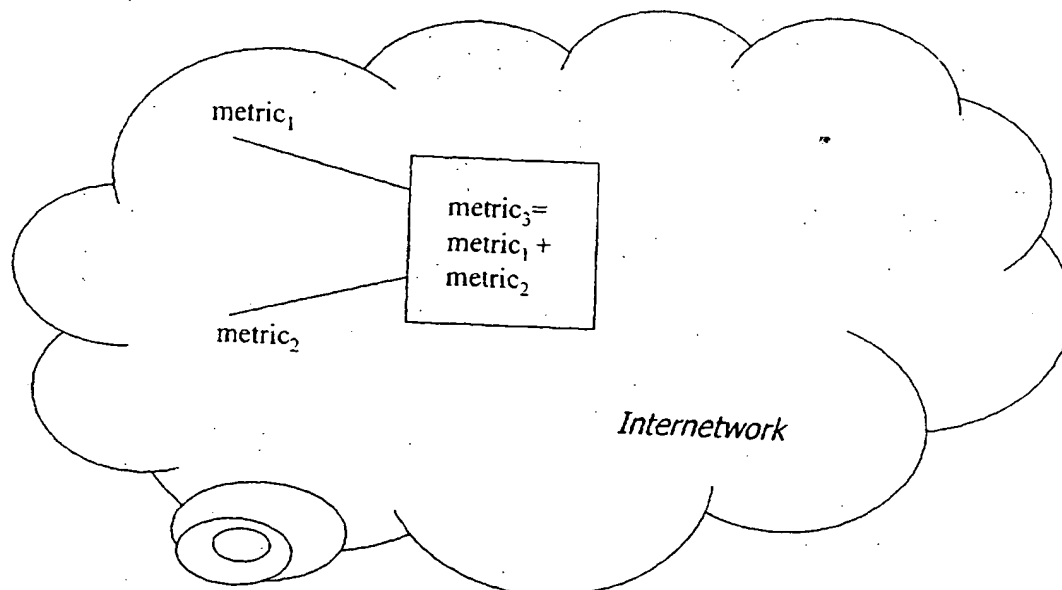 metric₁
metric₃=
metric₁ +
metric₂
metric₂
Internetwork